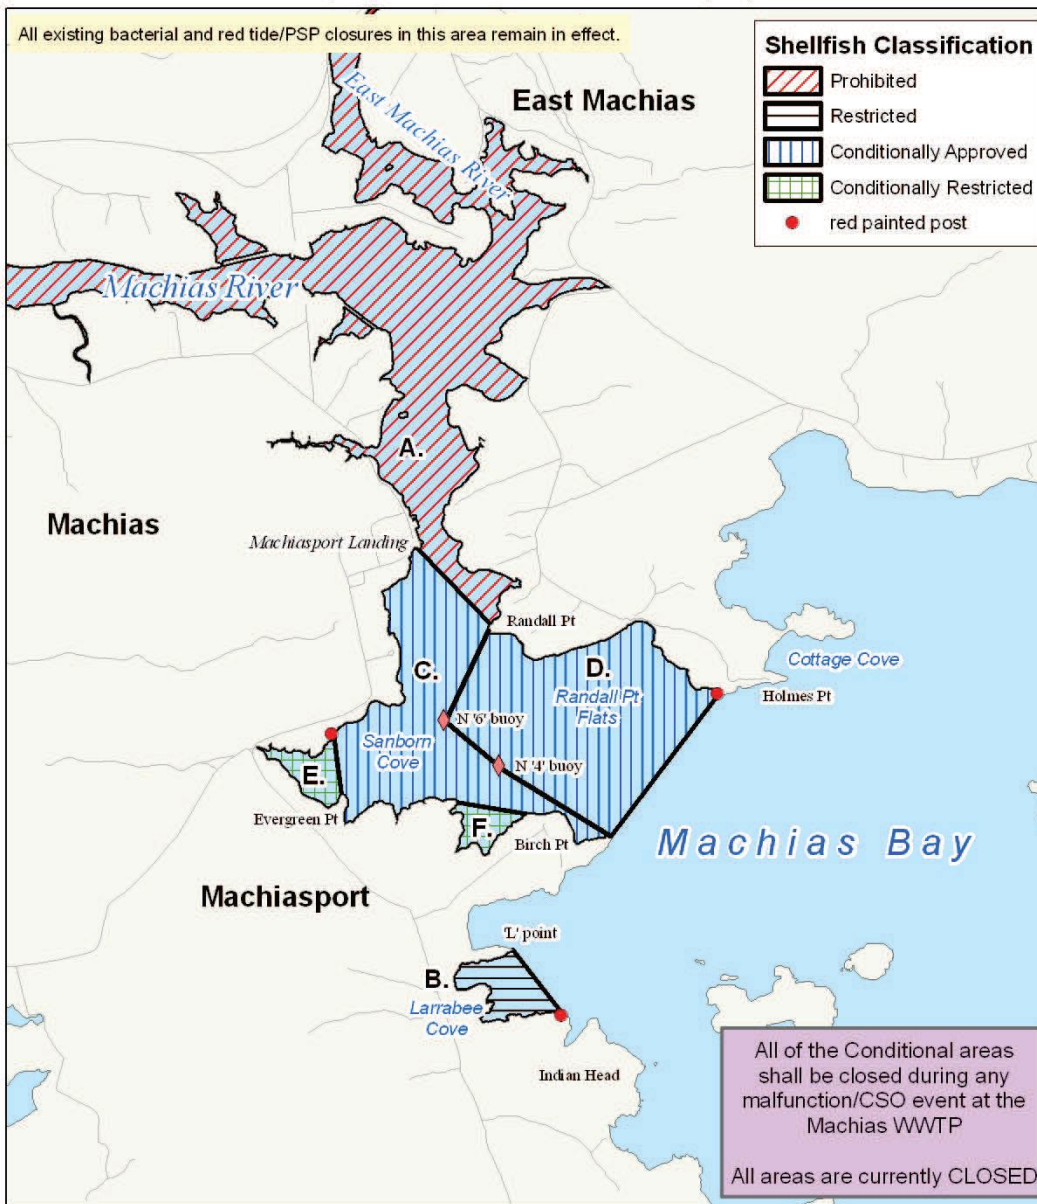 All existing bacterial and red tide/PSP closures in this area remain in effect.
Shellfish Classification
Prohibited
Restricted
Conditionally Approved
Conditionally Restricted
red painted post
East Machias
East Machias River
Machias River
A.
Machias
Machiasport Landing
Randall Pt
Cottage Cove
C.
D.
Randall Pt
Flats
Holmes Pt
N '6' buoy
Sanborn
Cove
N '4' buoy
E.
Evergreen Pt
F.
Birch Pt
Machias Bay
Machiasport
'L' point
B.
Larrabee
Cove
Indian Head
All of the Conditional areas
shall be closed during any
malfunction/CSO event at the
Machias WWTP
All areas are currently CLOSED